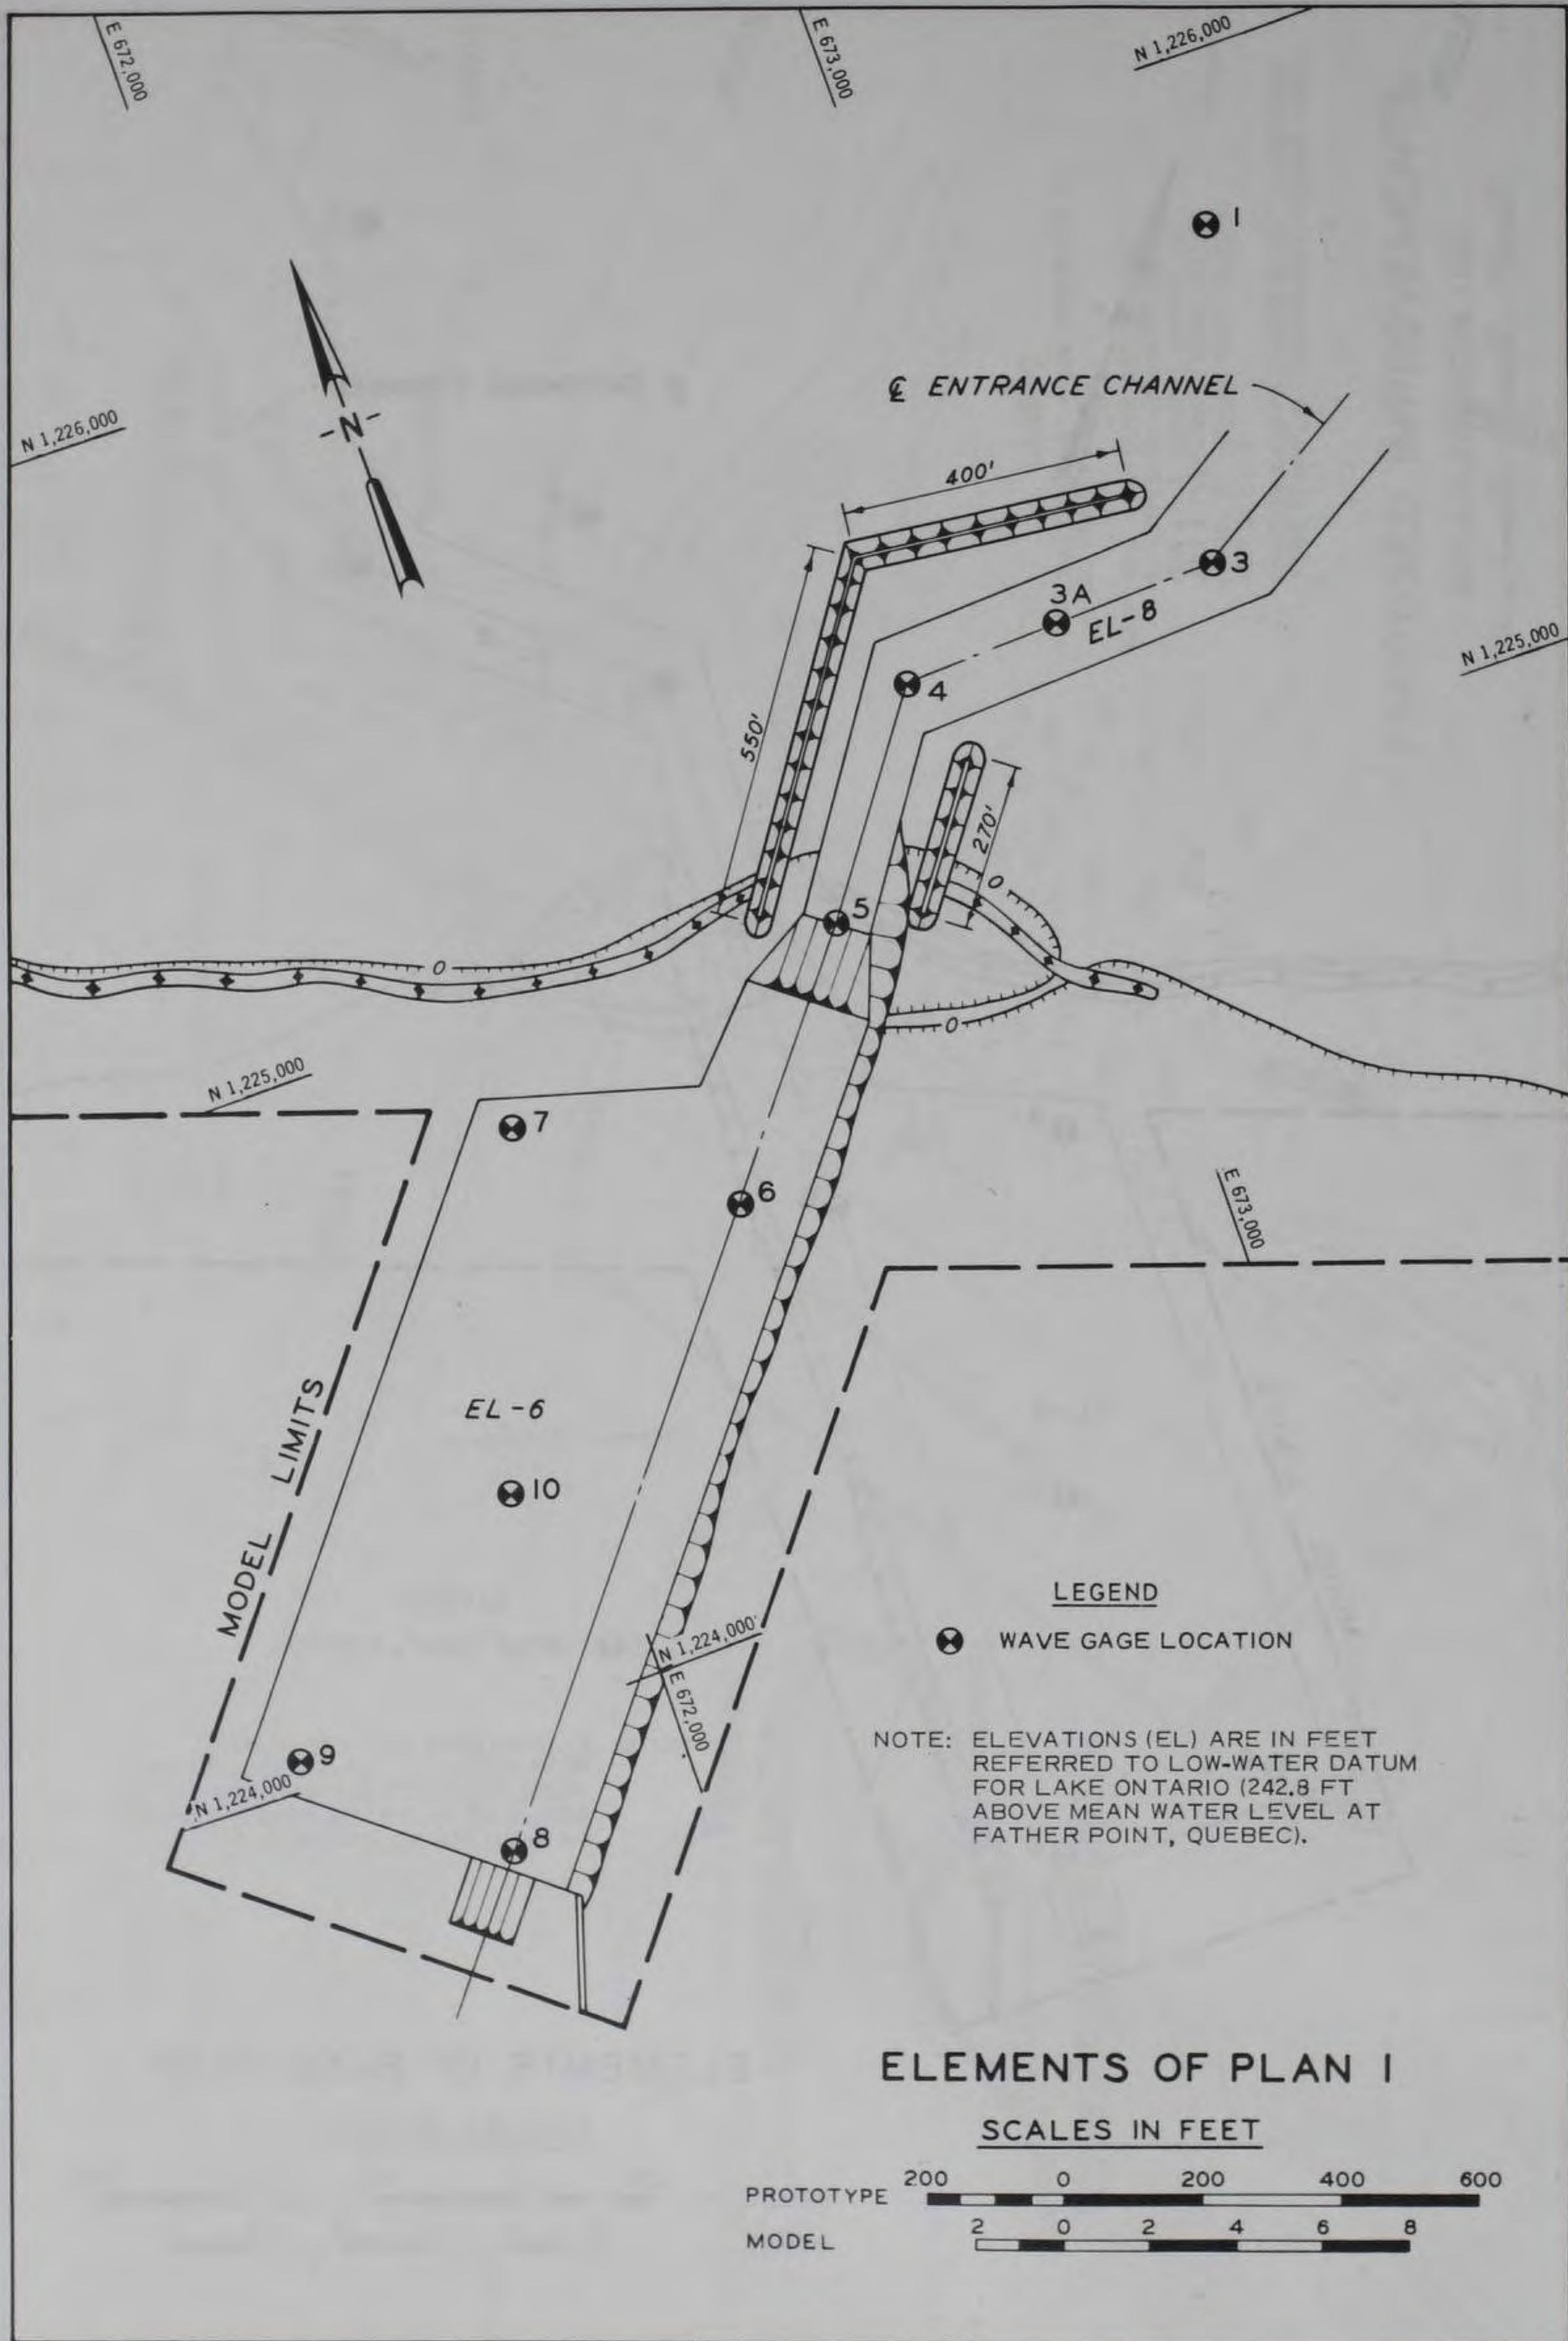 E 672,000
E 673,000
N 1,226,000
1
℄ ENTRANCE CHANNEL
N 1,226,000
-N-
400'
3
3A
EL-8
N 1,225,000
4
550'
270'
0
5
0
0
N 1,225,000
7
6
E 673,000
EL-6
MODEL LIMITS
10
LEGEND
WAVE GAGE LOCATION
N 1,224,000
E 672,000
NOTE: ELEVATIONS (EL) ARE IN FEET
REFERRED TO LOW-WATER DATUM
FOR LAKE ONTARIO (242.8 FT
ABOVE MEAN WATER LEVEL AT
FATHER POINT, QUEBEC).
9
N 1,224,000
8
ELEMENTS OF PLAN 1
SCALES IN FEET
PROTOTYPE 200 0 200 400 600
MODEL 2 0 2 4 6 8